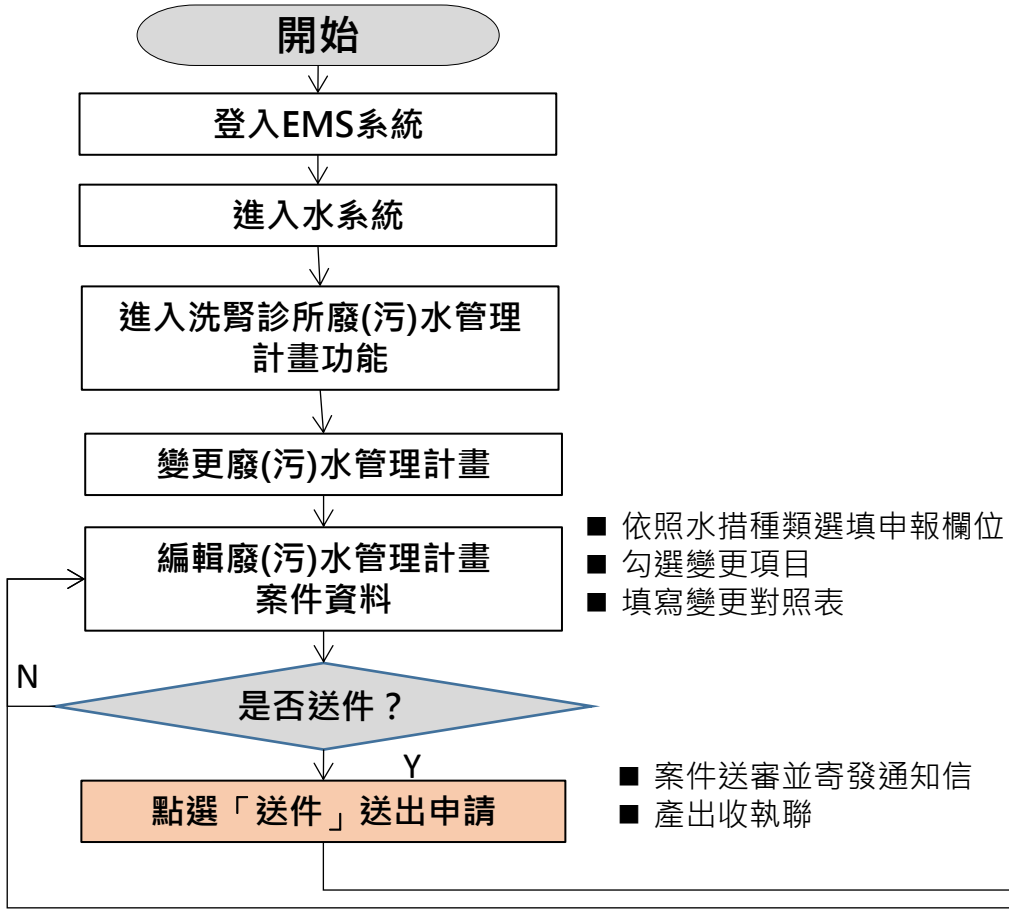 開始
登入EMS系統
進入水系統
進入洗腎診所廢(污)水管理
計畫功能
變更廢(污)水管理計畫
編輯廢(污)水管理計畫
案件資料
■ 依照水措種類選填申報欄位
■ 勾選變更項目
■ 填寫變更對照表
N
是否送件？
Y
點選「送件」送出申請
■ 案件送審並寄發通知信
■ 產出收執聯